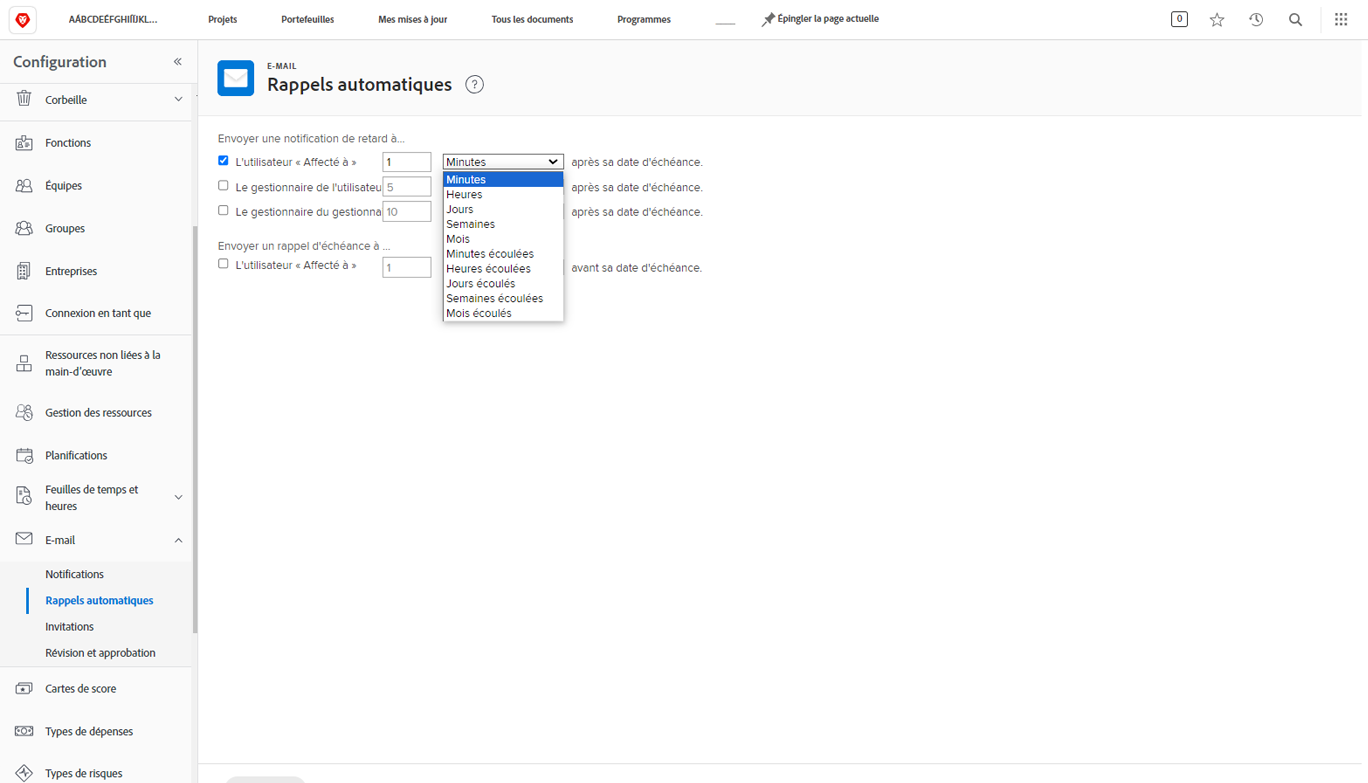 AÁBCDEÉFGHIÍÏJKL...
Projets
Portefeuilles
Mes mises à jour
Tous les documents
Programmes
Épingler la page actuelle
0
Configuration
Corbeille
Fonctions
Équipes
Groupes
Entreprises
Connexion en tant que
Ressources non liées à la
main-d'œuvre
Gestion des ressources
Planifications
Feuilles de temps et
heures
E-mail
Notifications
Rappels automatiques
Invitations
Révision et approbation
Cartes de score
Types de dépenses
Types de risques
E-MAIL
Rappels automatiques ?
Envoyer une notification de retard à...
L'utilisateur « Affecté à » 1 Minutes après sa date d'échéance.
Le gestionnaire de l'utilisateu 5 après sa date d'échéance.
Le gestionnaire du gestionna 10 après sa date d'échéance.
Envoyer un rappel d'échéance à ...
L'utilisateur « Affecté à » 1 avant sa date d'échéance.
Minutes
Heures
Jours
Semaines
Mois
Minutes écoulées
Heures écoulées
Jours écoulés
Semaines écoulées
Mois écoulés